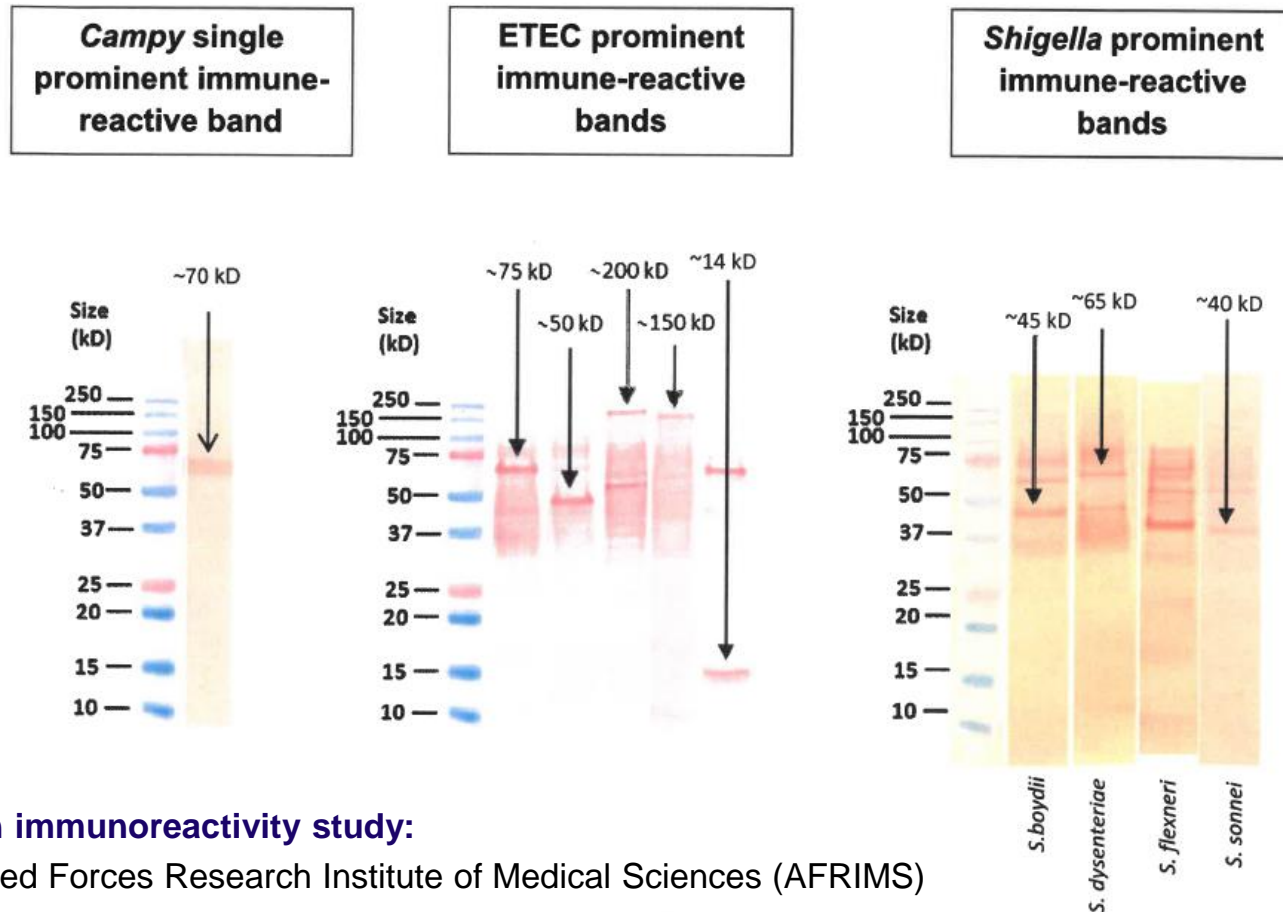 Campy single
prominent immune-
reactive band
ETEC prominent
immune-reactive
bands
Shigella prominent
immune-reactive
bands
~70 kD
Size
(kD)
250
150
100
75
50
37
25
20
15
10
~75 kD
~50 kD
~200 kD
~150 kD
~14 kD
Size
(kD)
250
150
100
75
50
37
25
20
15
10
~45 kD
~65 kD
~40 kD
Size
(kD)
250
150
100
75
50
37
25
20
15
10
S.boydii
S. dysenteriae
S. flexneri
S. sonnei
immunoreactivity study:
ed Forces Research Institute of Medical Sciences (AFRIMS)